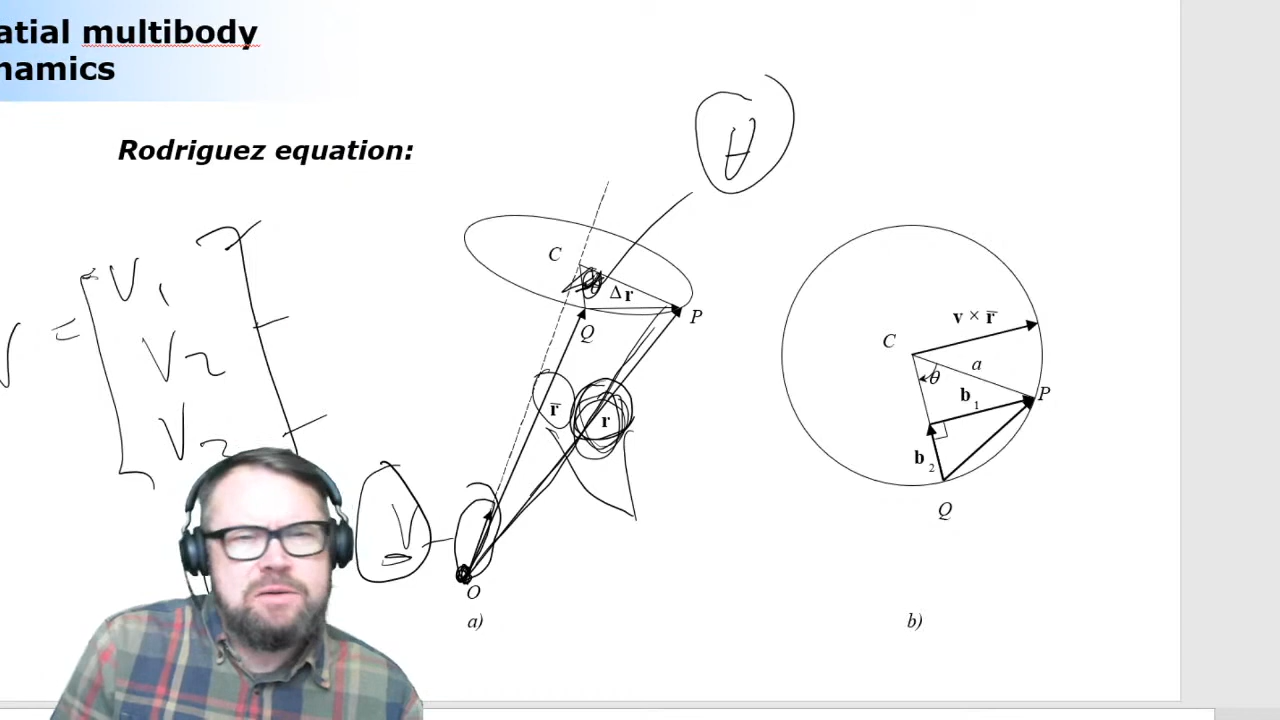 atial multibody
namics
Rodriguez equation:
θ
C
θ
Δr
P
Q
r̅
r
v
O
a)
v =
v₁
v₂
v₃
v × r̅
C
a
θ
P
b₁
b₂
Q
b)